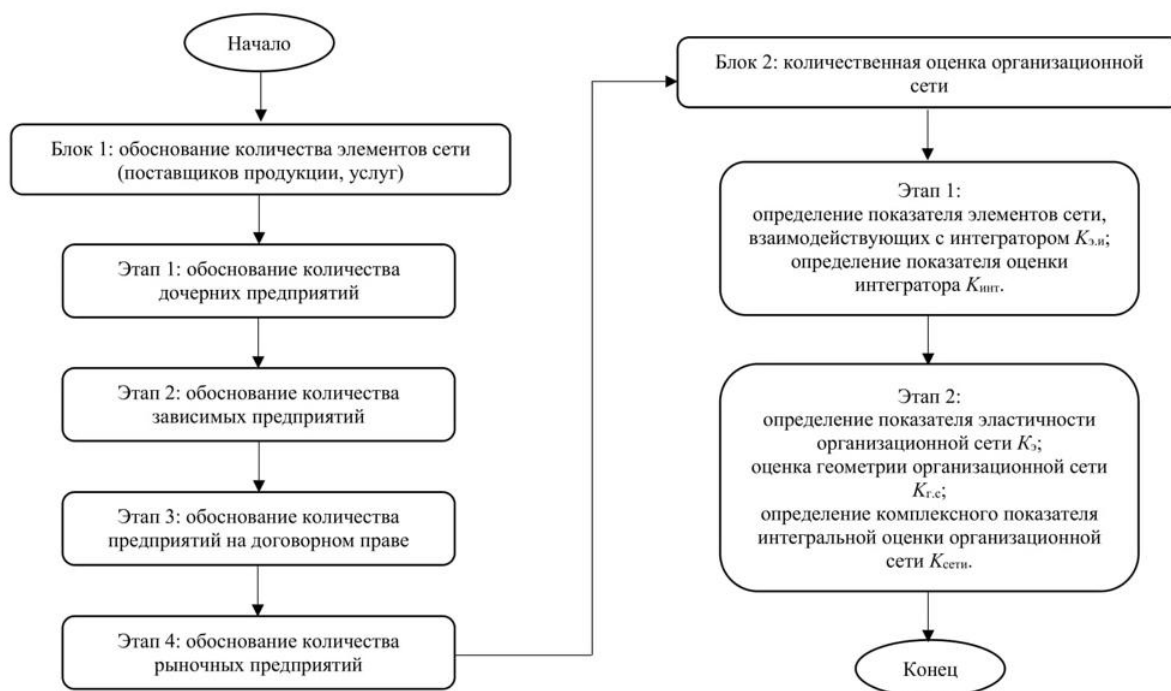 Начало
Блок 1: обоснование количества элементов сети
(поставщиков продукции, услуг)
Этап 1: обоснование количества
дочерних предприятий
Этап 2: обоснование количества
зависимых предприятий
Этап 3: обоснование количества
предприятий на договорном праве
Этап 4: обоснование количества
рыночных предприятий
Блок 2: количественная оценка организационной
сети
Этап 1:
определение показателя элементов сети,
взаимодействующих с интегратором Kэ.и;
определение показателя оценки
интегратора Kинт.
Этап 2:
определение показателя эластичности
организационной сети Kэ;
оценка геометрии организационной сети
Kг.с;
определение комплексного показателя
интегральной оценки организационной
сети Kсети.
Конец